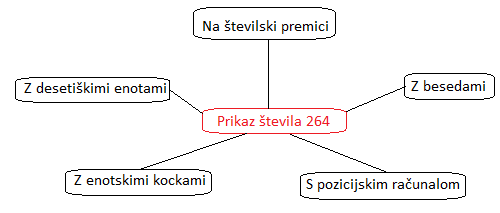 Na številski premici
Z desetiškimi enotami
Z besedami
Prikaz števila 264
Z enotskimi kockami
S pozicijskim računalom